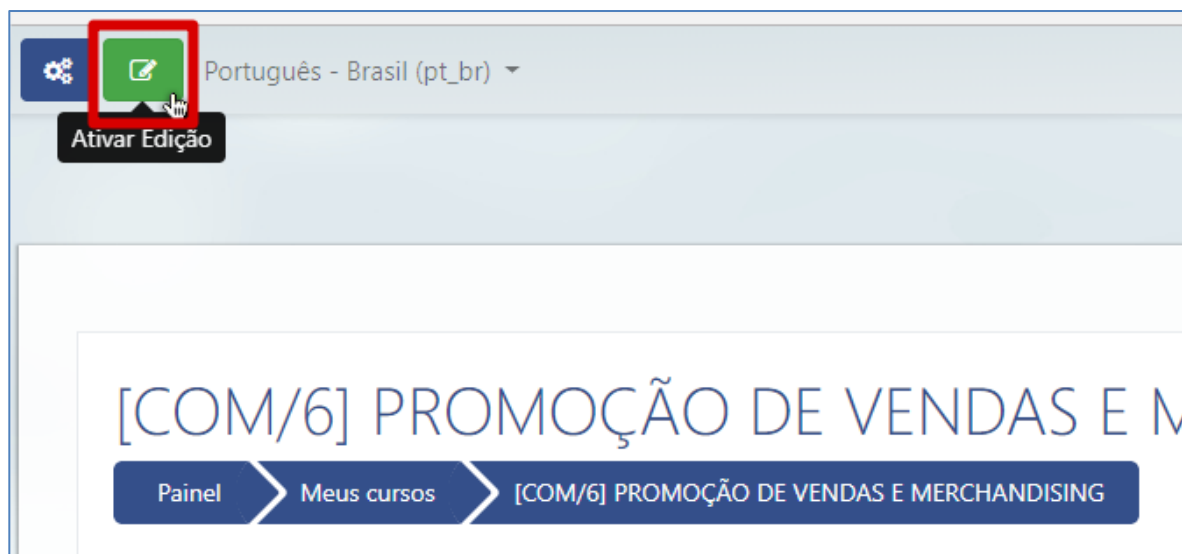 Português - Brasil (pt_br)
Ativar Edição
[COM/6] PROMOÇÃO DE VENDAS E
Painel
Meus cursos
[COM/6] PROMOÇÃO DE VENDAS E MERCHANDISING